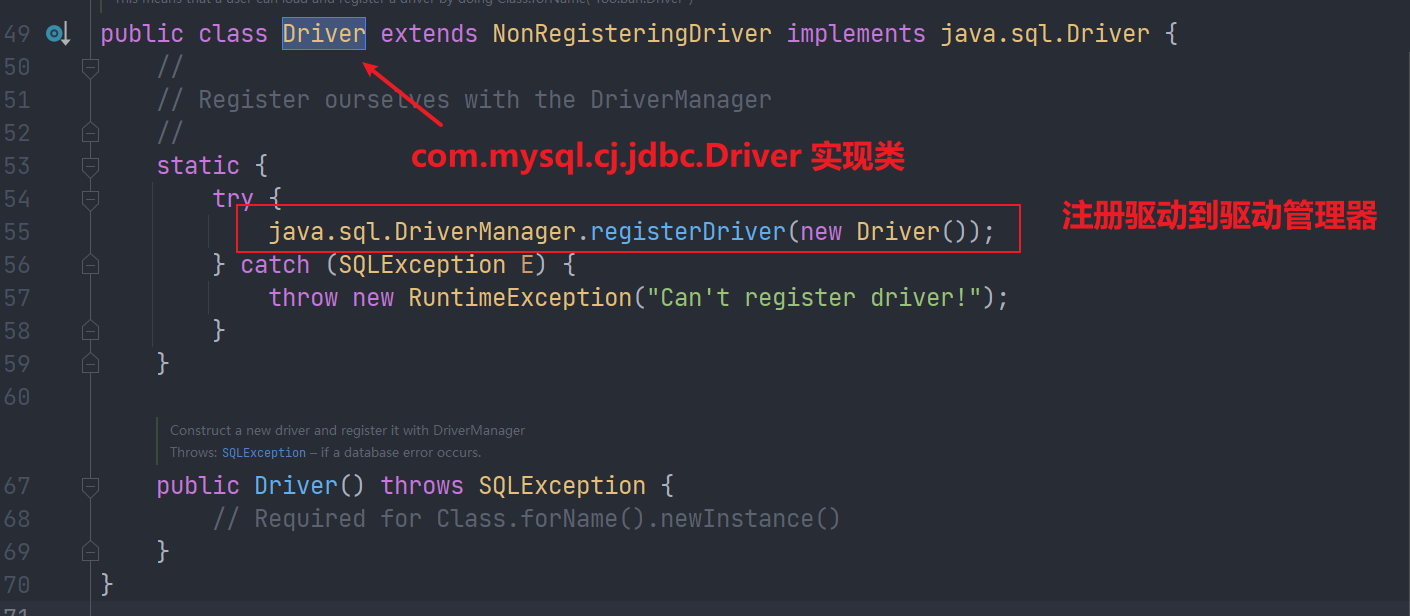 This means that a user can load and register a driver by doing Class.forName("foo.bah.Driver")
49 public class Driver extends NonRegisteringDriver implements java.sql.Driver {
50 //
51 // Register ourselves with the DriverManager
52 //
com.mysql.cj.jdbc.Driver 实现类
53 static {
54 try {
注册驱动到驱动管理器
55 java.sql.DriverManager.registerDriver(new Driver());
56 } catch (SQLException E) {
57 throw new RuntimeException("Can't register driver!");
58 }
59 }
60
Construct a new driver and register it with DriverManager
Throws: SQLException – if a database error occurs.
67 public Driver() throws SQLException {
68 // Required for Class.forName().newInstance()
69 }
70 }
71